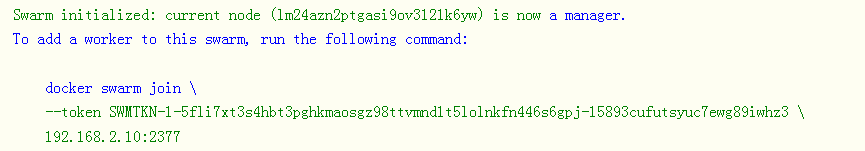 Swarm initialized: current node (lm24azn2ptgasi9ov3121k6yw) is now a manager.
To add a worker to this swarm, run the following command:
docker swarm join \
--token SWMTKN-1-5fli7xt3s4hbt3pghkmaosgz98ttvmnd1t5lolnkfn446s6gpj-15893cufutsyuc7ewg89iwhz3 \
192.168.2.10:2377